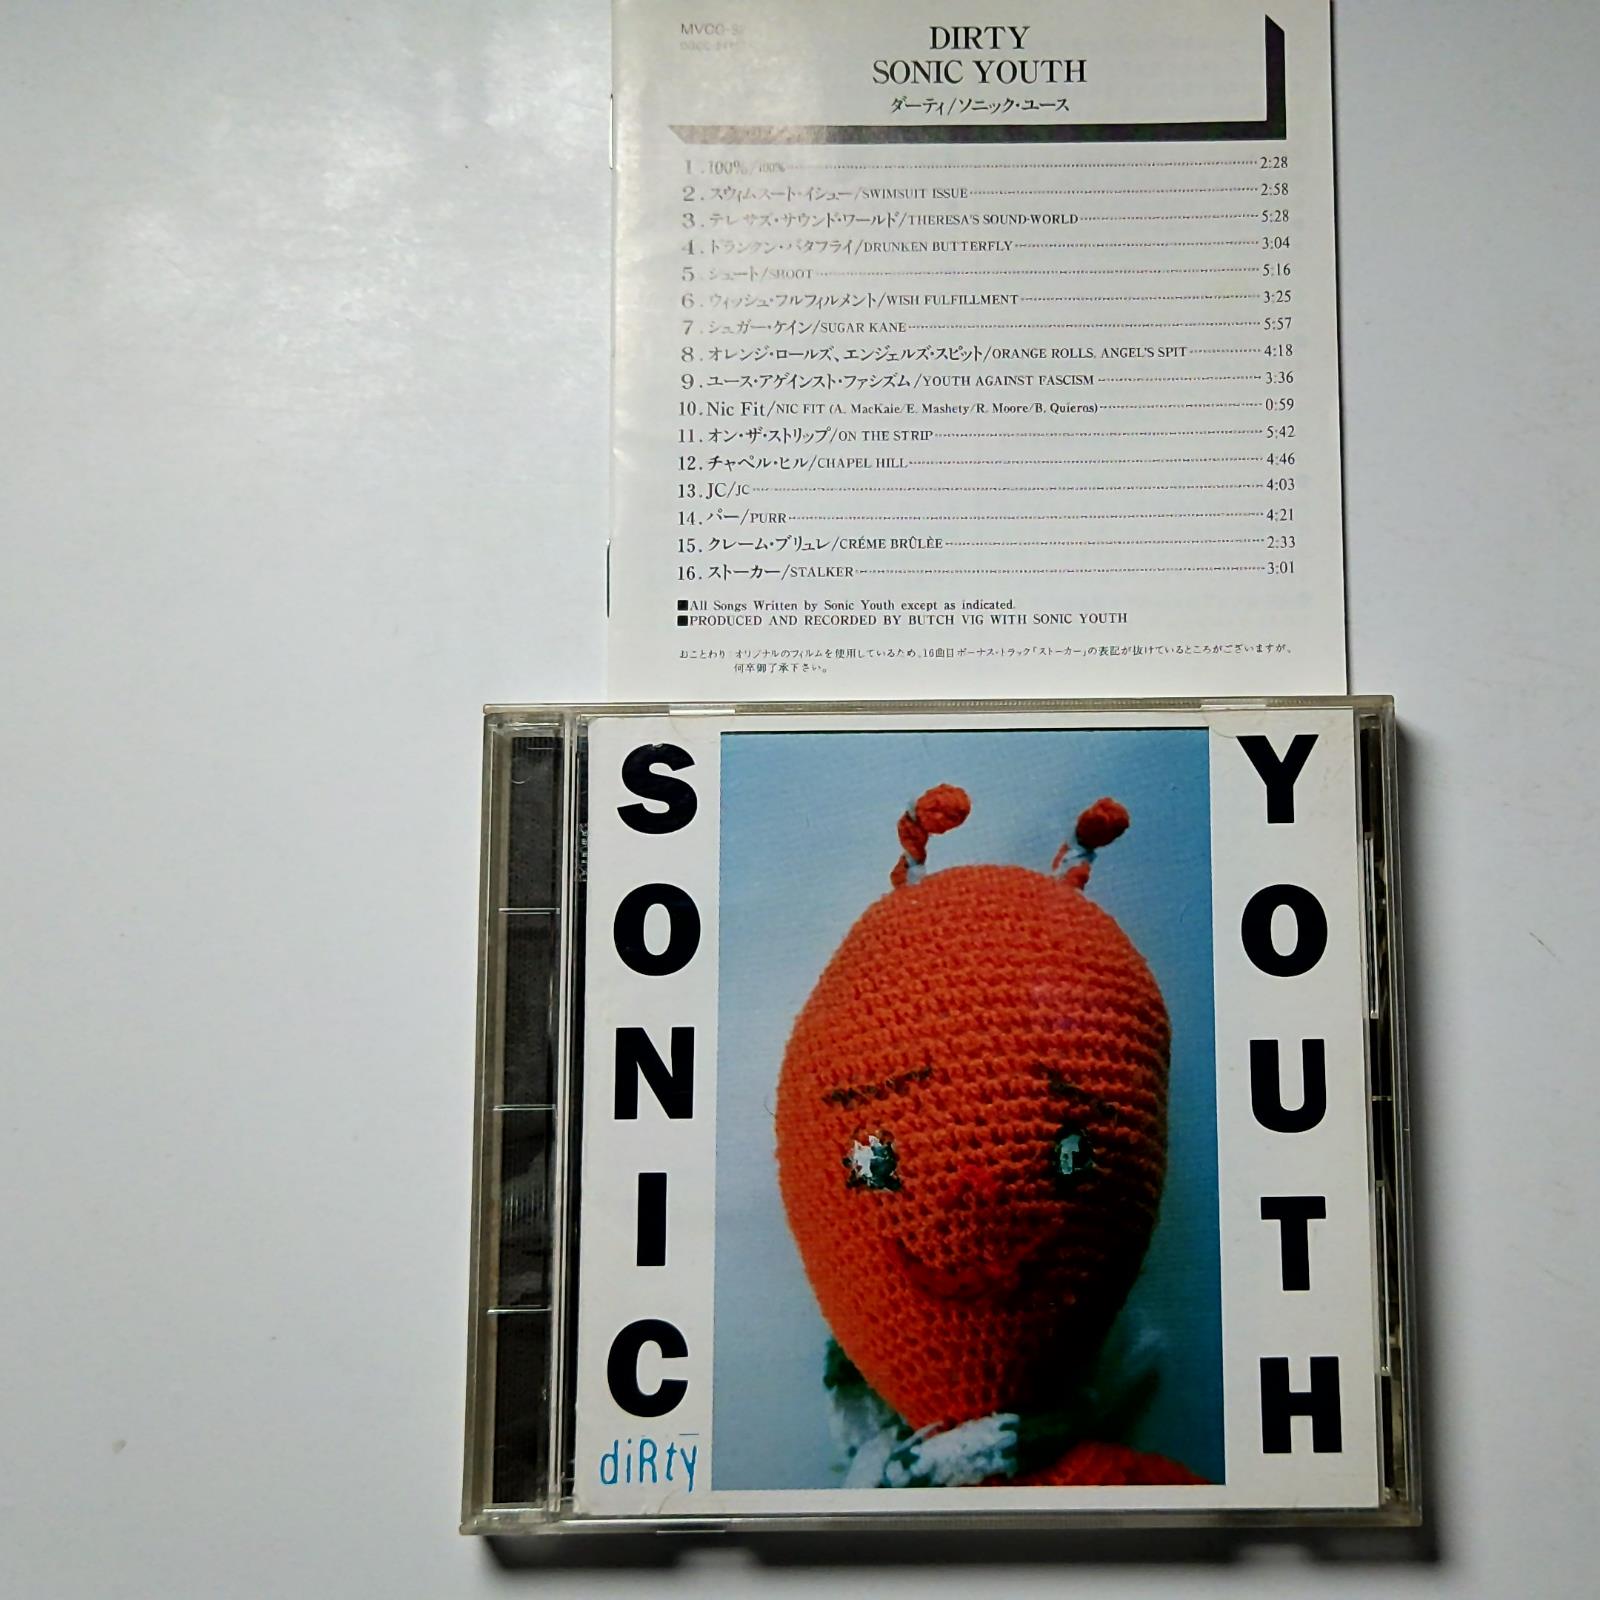 DIRTY
SONIC YOUTH
ダーティ/ソニック・ユース
1.100%/100% 2:28
2.スウィムスート・イシュー/SWIMSUIT ISSUE 2:58
3.テレサズ・サウンド・ワールド/THERESA'S SOUND-WORLD 5:28
4.ドランクン・バタフライ/DRUNKEN BUTTERFLY 3:04
5.シュート/SHOOT 5:16
6.ウィッシュ・フルフィルメント/WISH FULFILLMENT 3:25
7.シュガー・ケイン/SUGAR KANE 5:57
8.オレンジ・ロールズ、エンジェルズ・スピット/ORANGE ROLLS, ANGEL'S SPIT 4:18
9.ユース・アゲインスト・ファシズム/YOUTH AGAINST FASCISM 3:36
10.Nic Fit/NIC FIT (A. MacKaie/E. Mashety/R. Moore/B. Quieros) 0:59
11.オン・ザ・ストリップ/ON THE STRIP 5:42
12.チャペル・ヒル/CHAPEL HILL 4:46
13.JC/JC 4:03
14.パー/PURR 4:21
15.クレーム・ブリュレ/CRÉME BRÛLÈE 2:33
16.ストーカー/STALKER 3:01
■All Songs Written by Sonic Youth except as indicated.
■PRODUCED AND RECORDED BY BUTCH VIG WITH SONIC YOUTH
おことわり:オリジナルのフィルムを使用しているため、16曲目ボーナス・トラック「ストーカー」の表記が抜けているところがございますが、
何卒御了承下さい。
SONIC
YOUTH
diRty